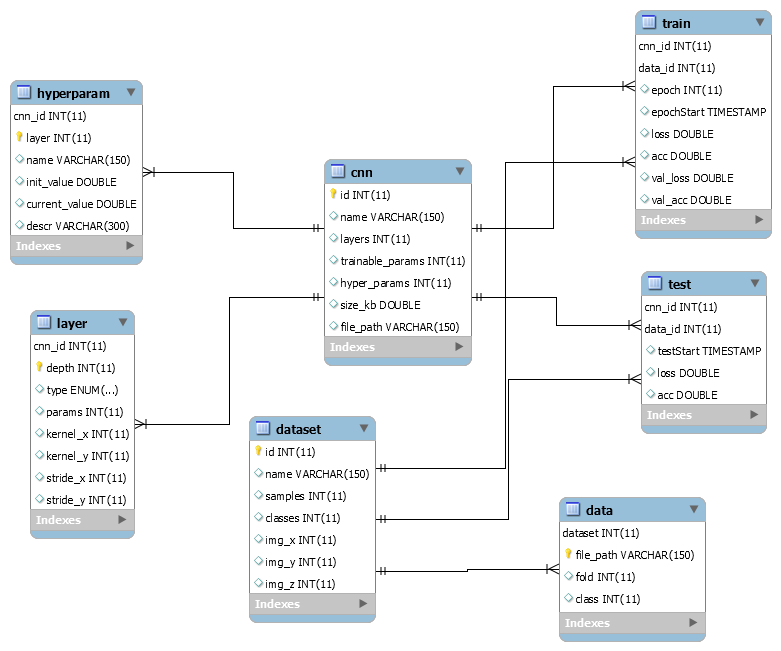 hyperparam
cnn_id INT(11)
layer INT(11)
name VARCHAR(150)
init_value DOUBLE
current_value DOUBLE
descr VARCHAR(300)
Indexes
layer
cnn_id INT(11)
depth INT(11)
type ENUM(...)
params INT(11)
kernel_x INT(11)
kernel_y INT(11)
stride_x INT(11)
stride_y INT(11)
Indexes
cnn
id INT(11)
name VARCHAR(150)
layers INT(11)
trainable_params INT(11)
hyper_params INT(11)
size_kb DOUBLE
file_path VARCHAR(150)
Indexes
dataset
id INT(11)
name VARCHAR(150)
samples INT(11)
classes INT(11)
img_x INT(11)
img_y INT(11)
img_z INT(11)
Indexes
train
cnn_id INT(11)
data_id INT(11)
epoch INT(11)
epochStart TIMESTAMP
loss DOUBLE
acc DOUBLE
val_loss DOUBLE
val_acc DOUBLE
Indexes
test
cnn_id INT(11)
data_id INT(11)
testStart TIMESTAMP
loss DOUBLE
acc DOUBLE
Indexes
data
dataset INT(11)
file_path VARCHAR(150)
fold INT(11)
class INT(11)
Indexes